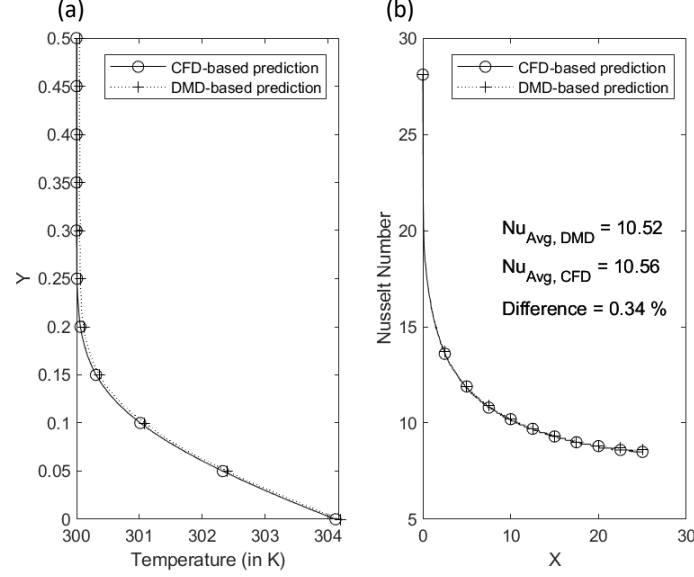 (a)
0.5
0.45
0.4
0.35
0.3
0.25
0.2
0.15
0.1
0.05
0
Y
CFD-based prediction
DMD-based prediction
300
301
302
303
304
Temperature (in K)
(b)
30
25
20
15
10
5
Nusselt Number
CFD-based prediction
DMD-based prediction
Nu_Avg, DMD = 10.52
Nu_Avg, CFD = 10.56
Difference = 0.34 %
0
10
20
30
X